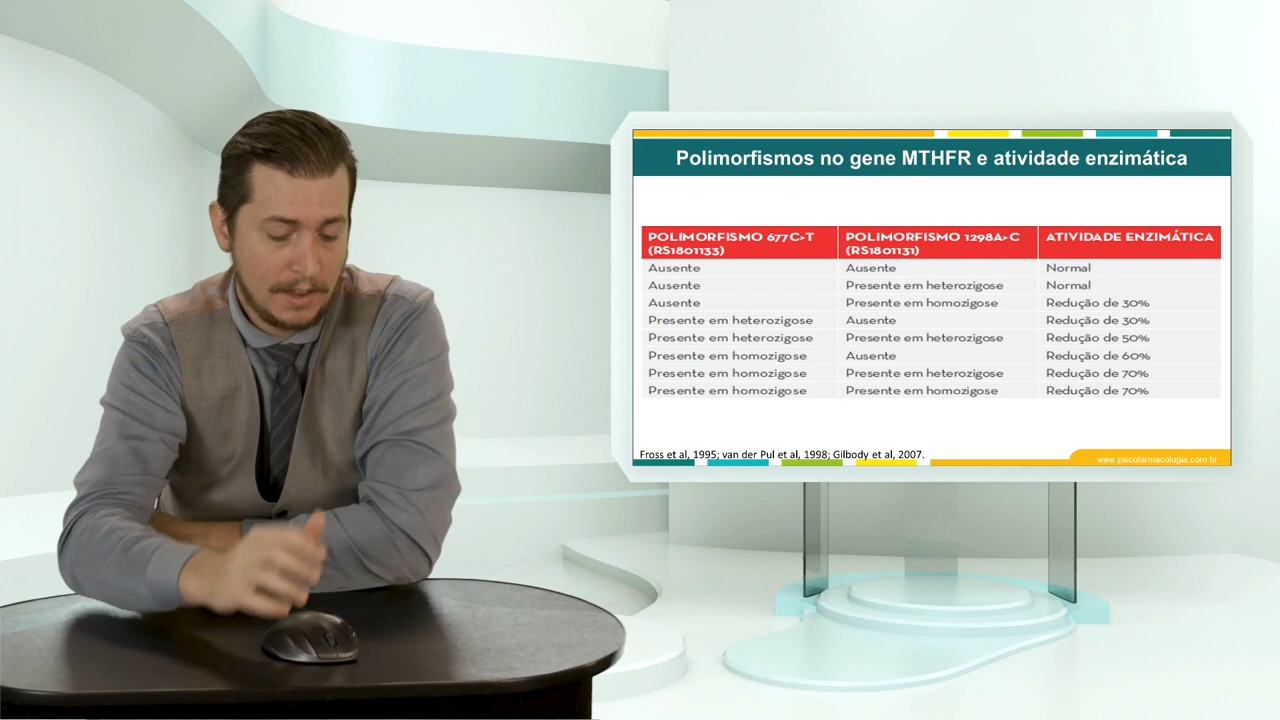 Polimorfismos no gene MTHFR e atividade enzimática
POLIMORFISMO 677C>T (RS1801133) POLIMORFISMO 1298A>C (RS1801131) ATIVIDADE ENZIMÁTICA
Ausente Ausente Normal
Ausente Presente em heterozigose Normal
Ausente Presente em homozigose Redução de 30%
Presente em heterozigose Ausente Redução de 30%
Presente em heterozigose Presente em heterozigose Redução de 50%
Presente em homozigose Ausente Redução de 60%
Presente em homozigose Presente em heterozigose Redução de 70%
Presente em homozigose Presente em homozigose Redução de 70%
Fross et al, 1995; van der Pul et al, 1998; Gilbody et al, 2007.
www.psicofarmacologia.com.br